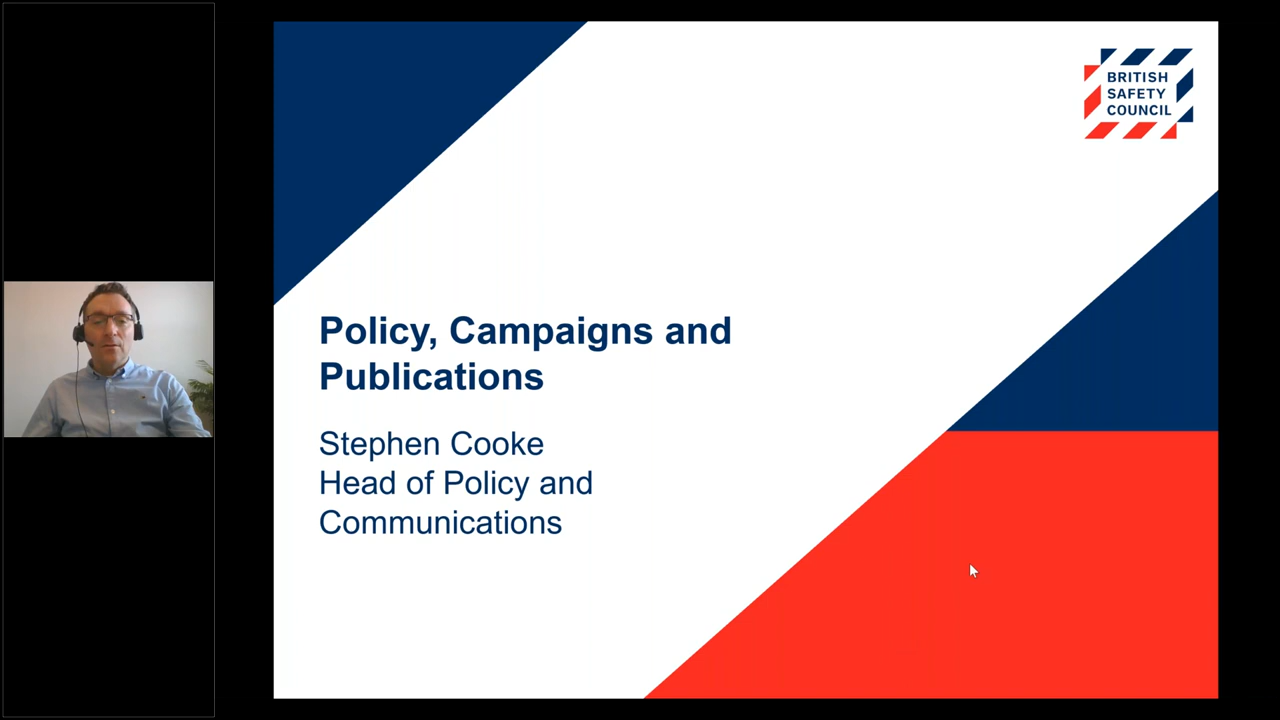 BRITISH
SAFETY
COUNCIL
Policy, Campaigns and
Publications
Stephen Cooke
Head of Policy and
Communications